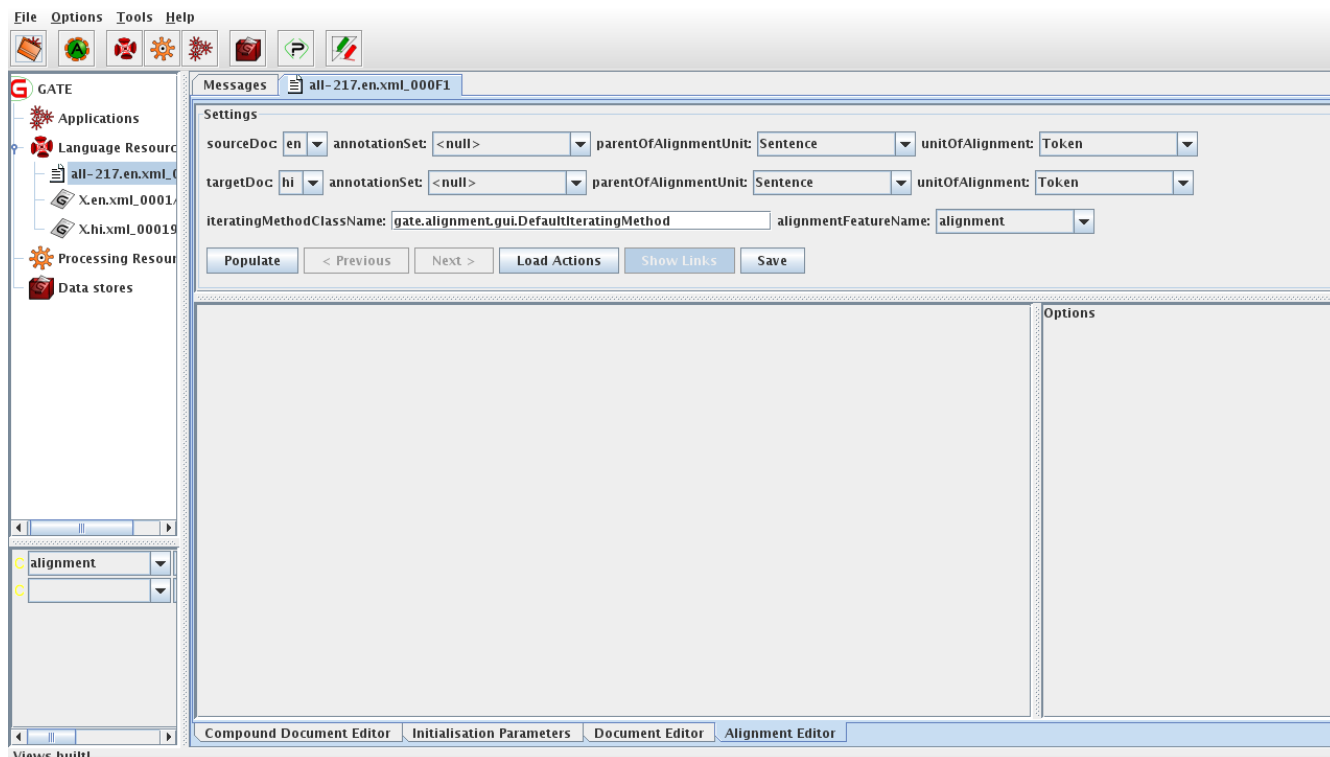 File Options Tools Help
GATE
Applications
Language Resourc
all-217.en.xml_(
X.en.xml_0001
X.hi.xml_00019
Processing Resour
Data stores
alignment
Messages all-217.en.xml_000F1
Settings
sourceDoc: en annotationSet: <null> parentOfAlignmentUnit: Sentence unitOfAlignment: Token
targetDoc: hi annotationSet: <null> parentOfAlignmentUnit: Sentence unitOfAlignment: Token
iteratingMethodClassName: gate.alignment.gui.DefaultIteratingMethod alignmentFeatureName: alignment
Populate < Previous Next > Load Actions Show Links Save
Options
Compound Document Editor Initialisation Parameters Document Editor Alignment Editor
Views built!